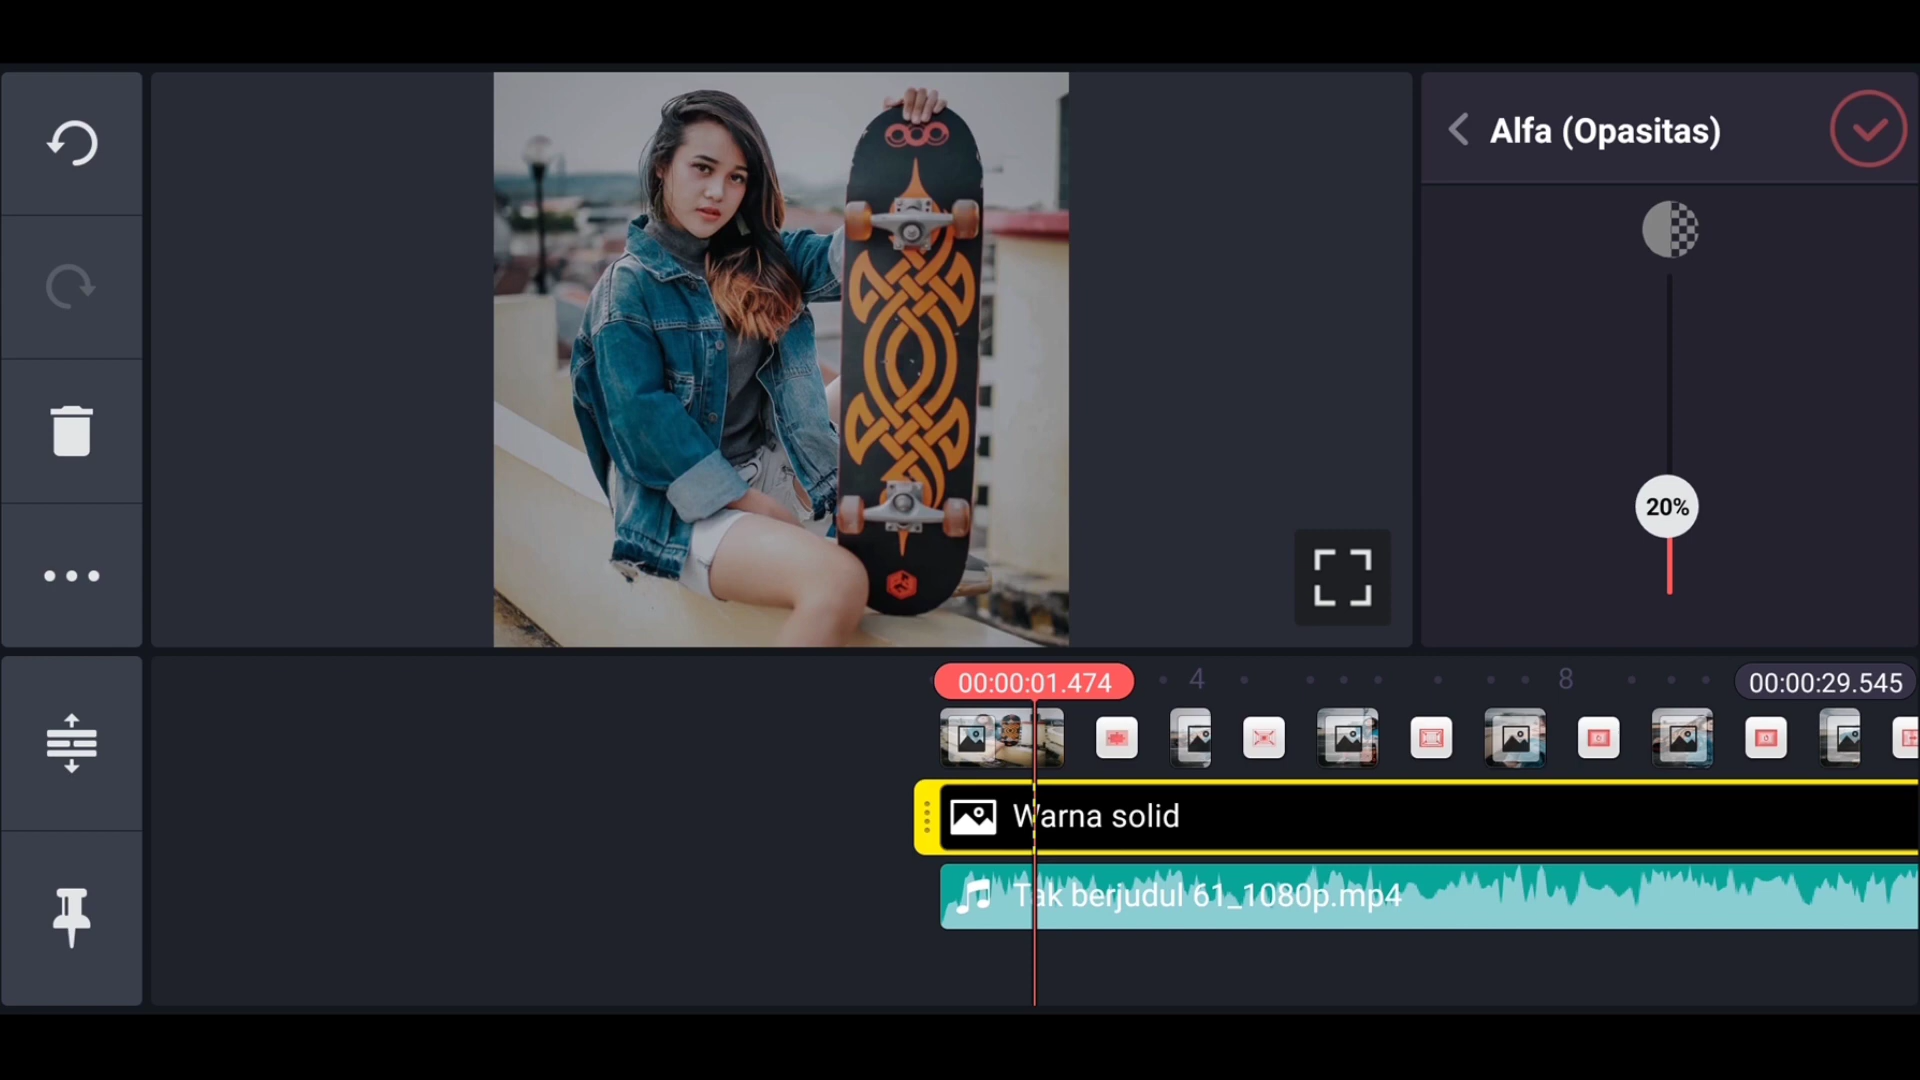 Alfa (Opasitas)
20%
00:00:01.474
4
8
00:00:29.545
Warna solid
Tak berjudul 61_1080p.mp4